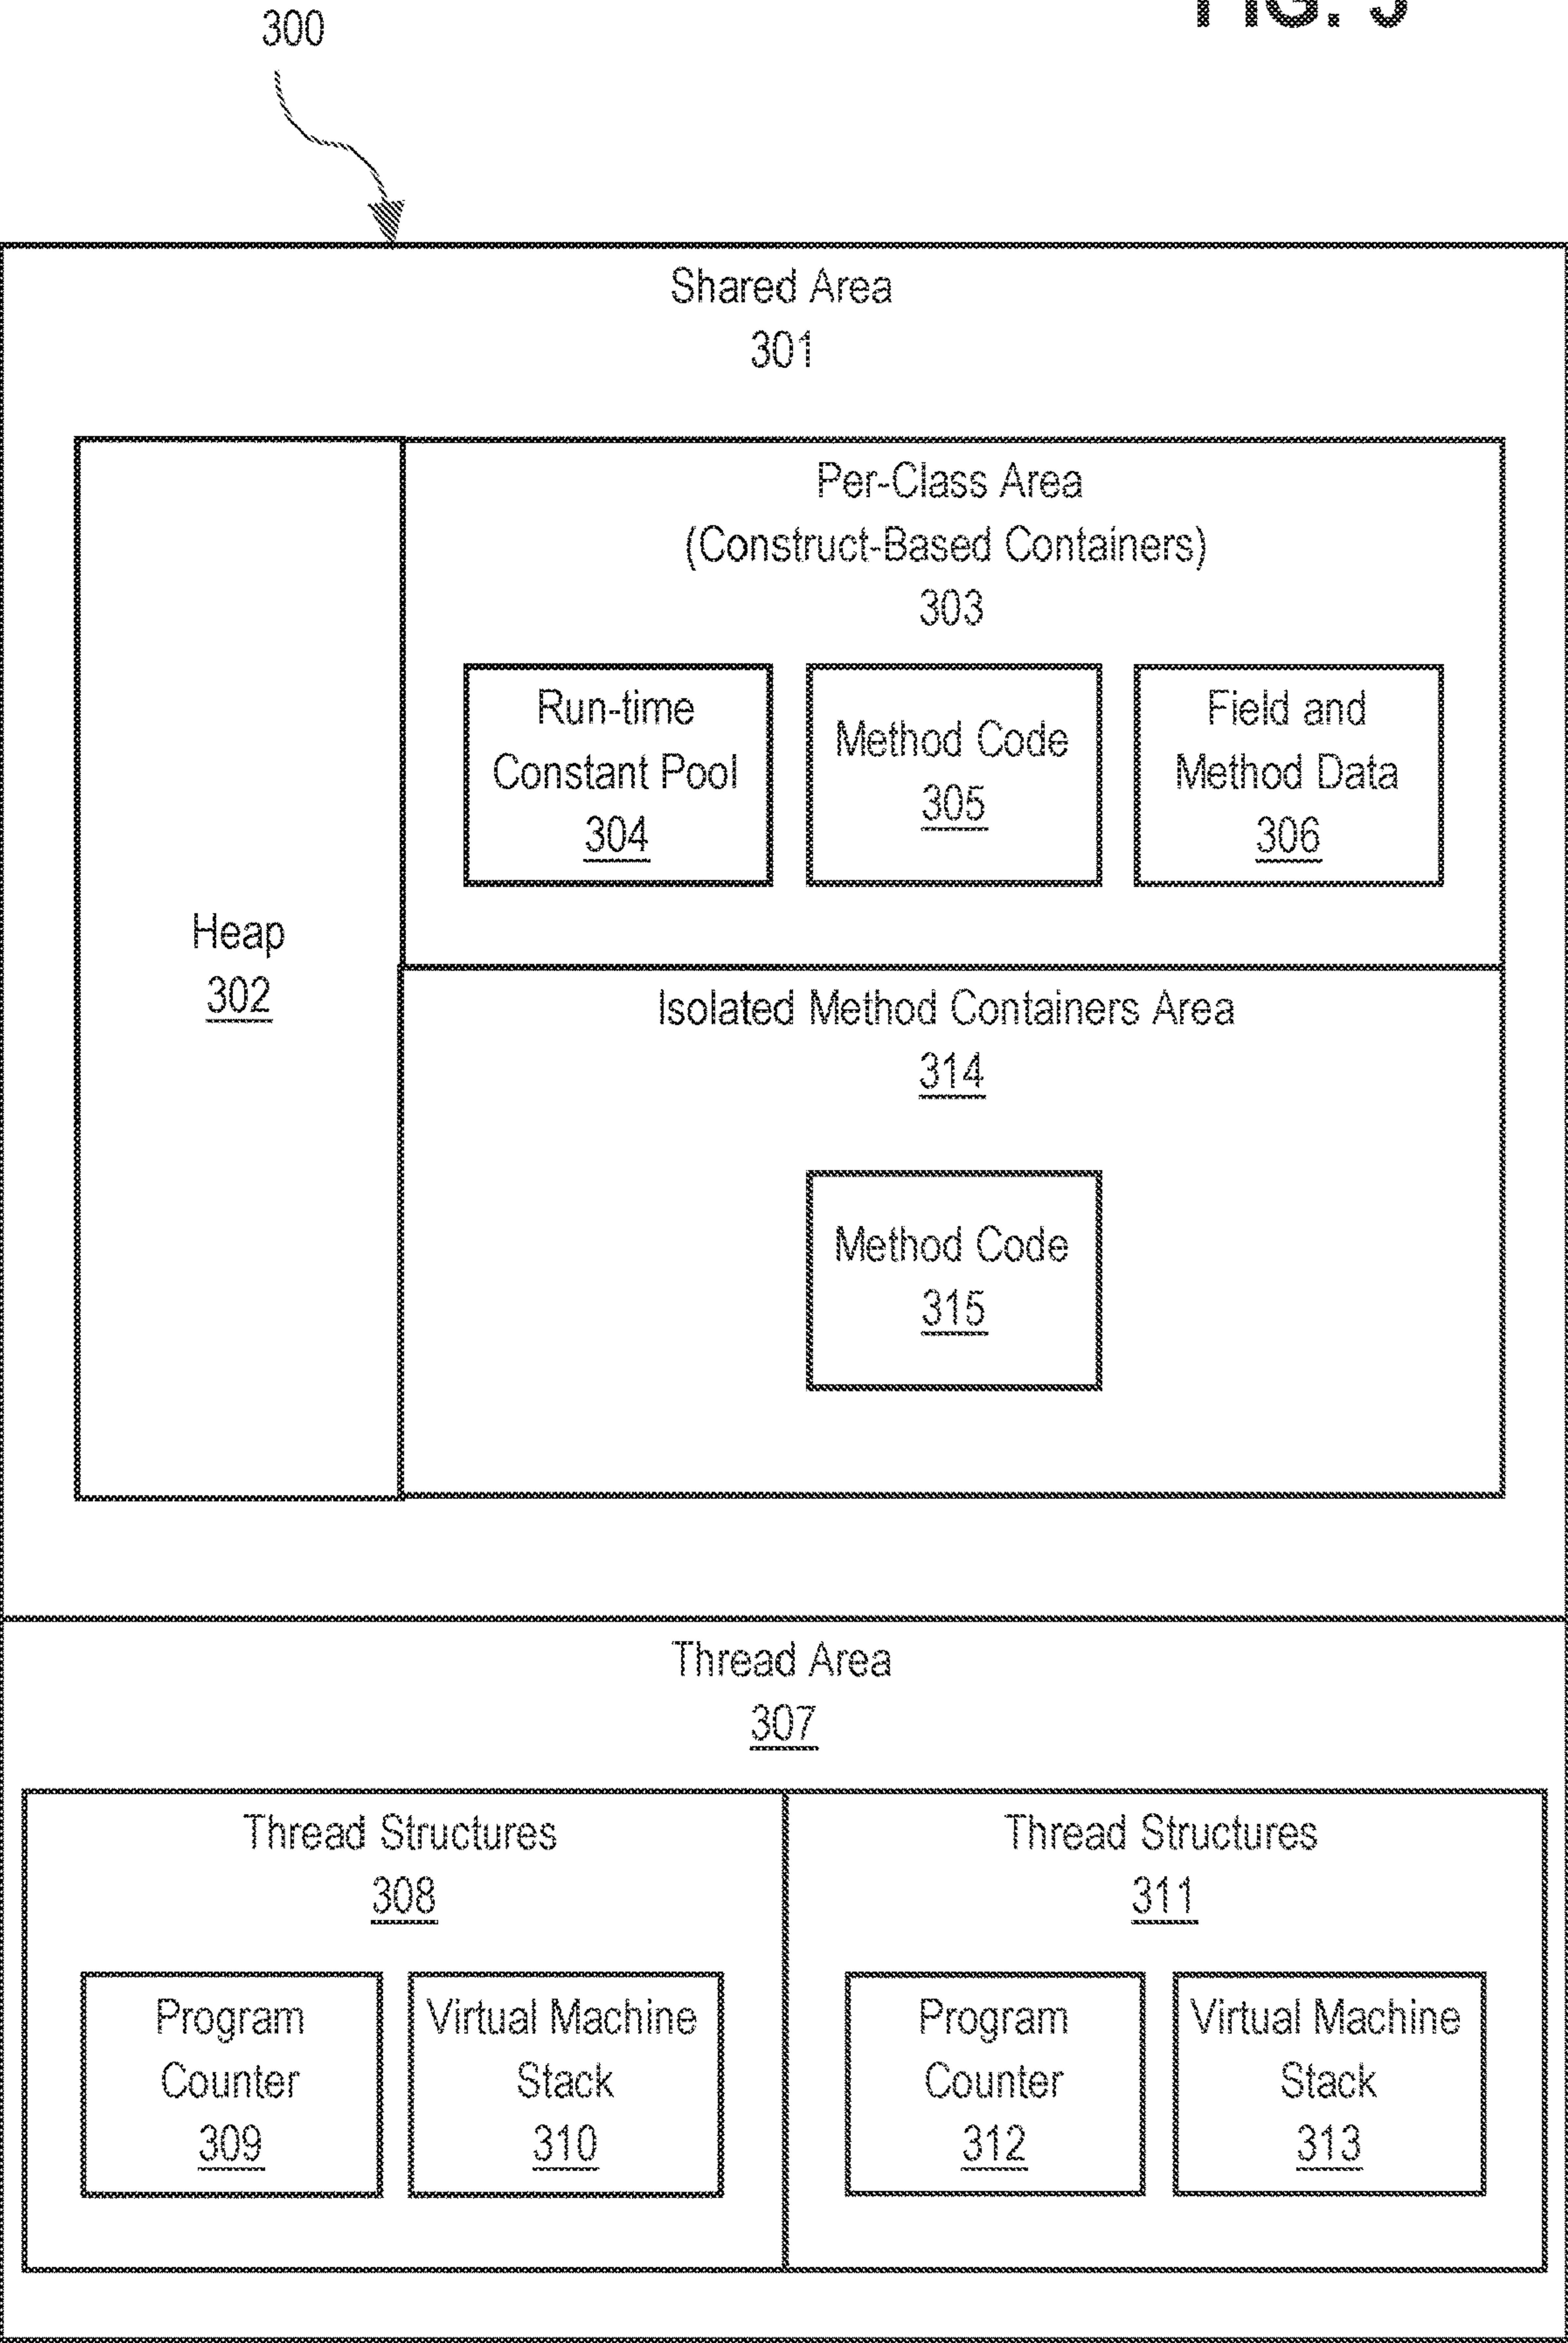 FIG. 3
300
Shared Area
301
Per-Class Area
(Construct-Based Containers)
303
Run-time
Constant Pool
304
Method Code
305
Field and
Method Data
306
Heap
302
Isolated Method Containers Area
314
Method Code
315
Thread Area
307
Thread Structures
308
Program
Counter
309
Virtual Machine
Stack
310
Thread Structures
311
Program
Counter
312
Virtual Machine
Stack
313